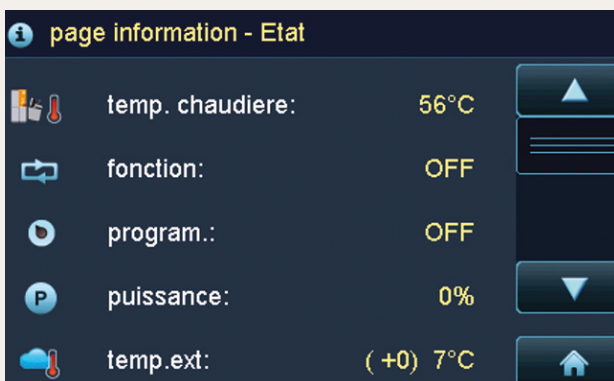 page information - Etat
temp. chaudiere: 56°C
fonction: OFF
program.: OFF
P puissance: 0%
temp.ext: ( +0) 7°C